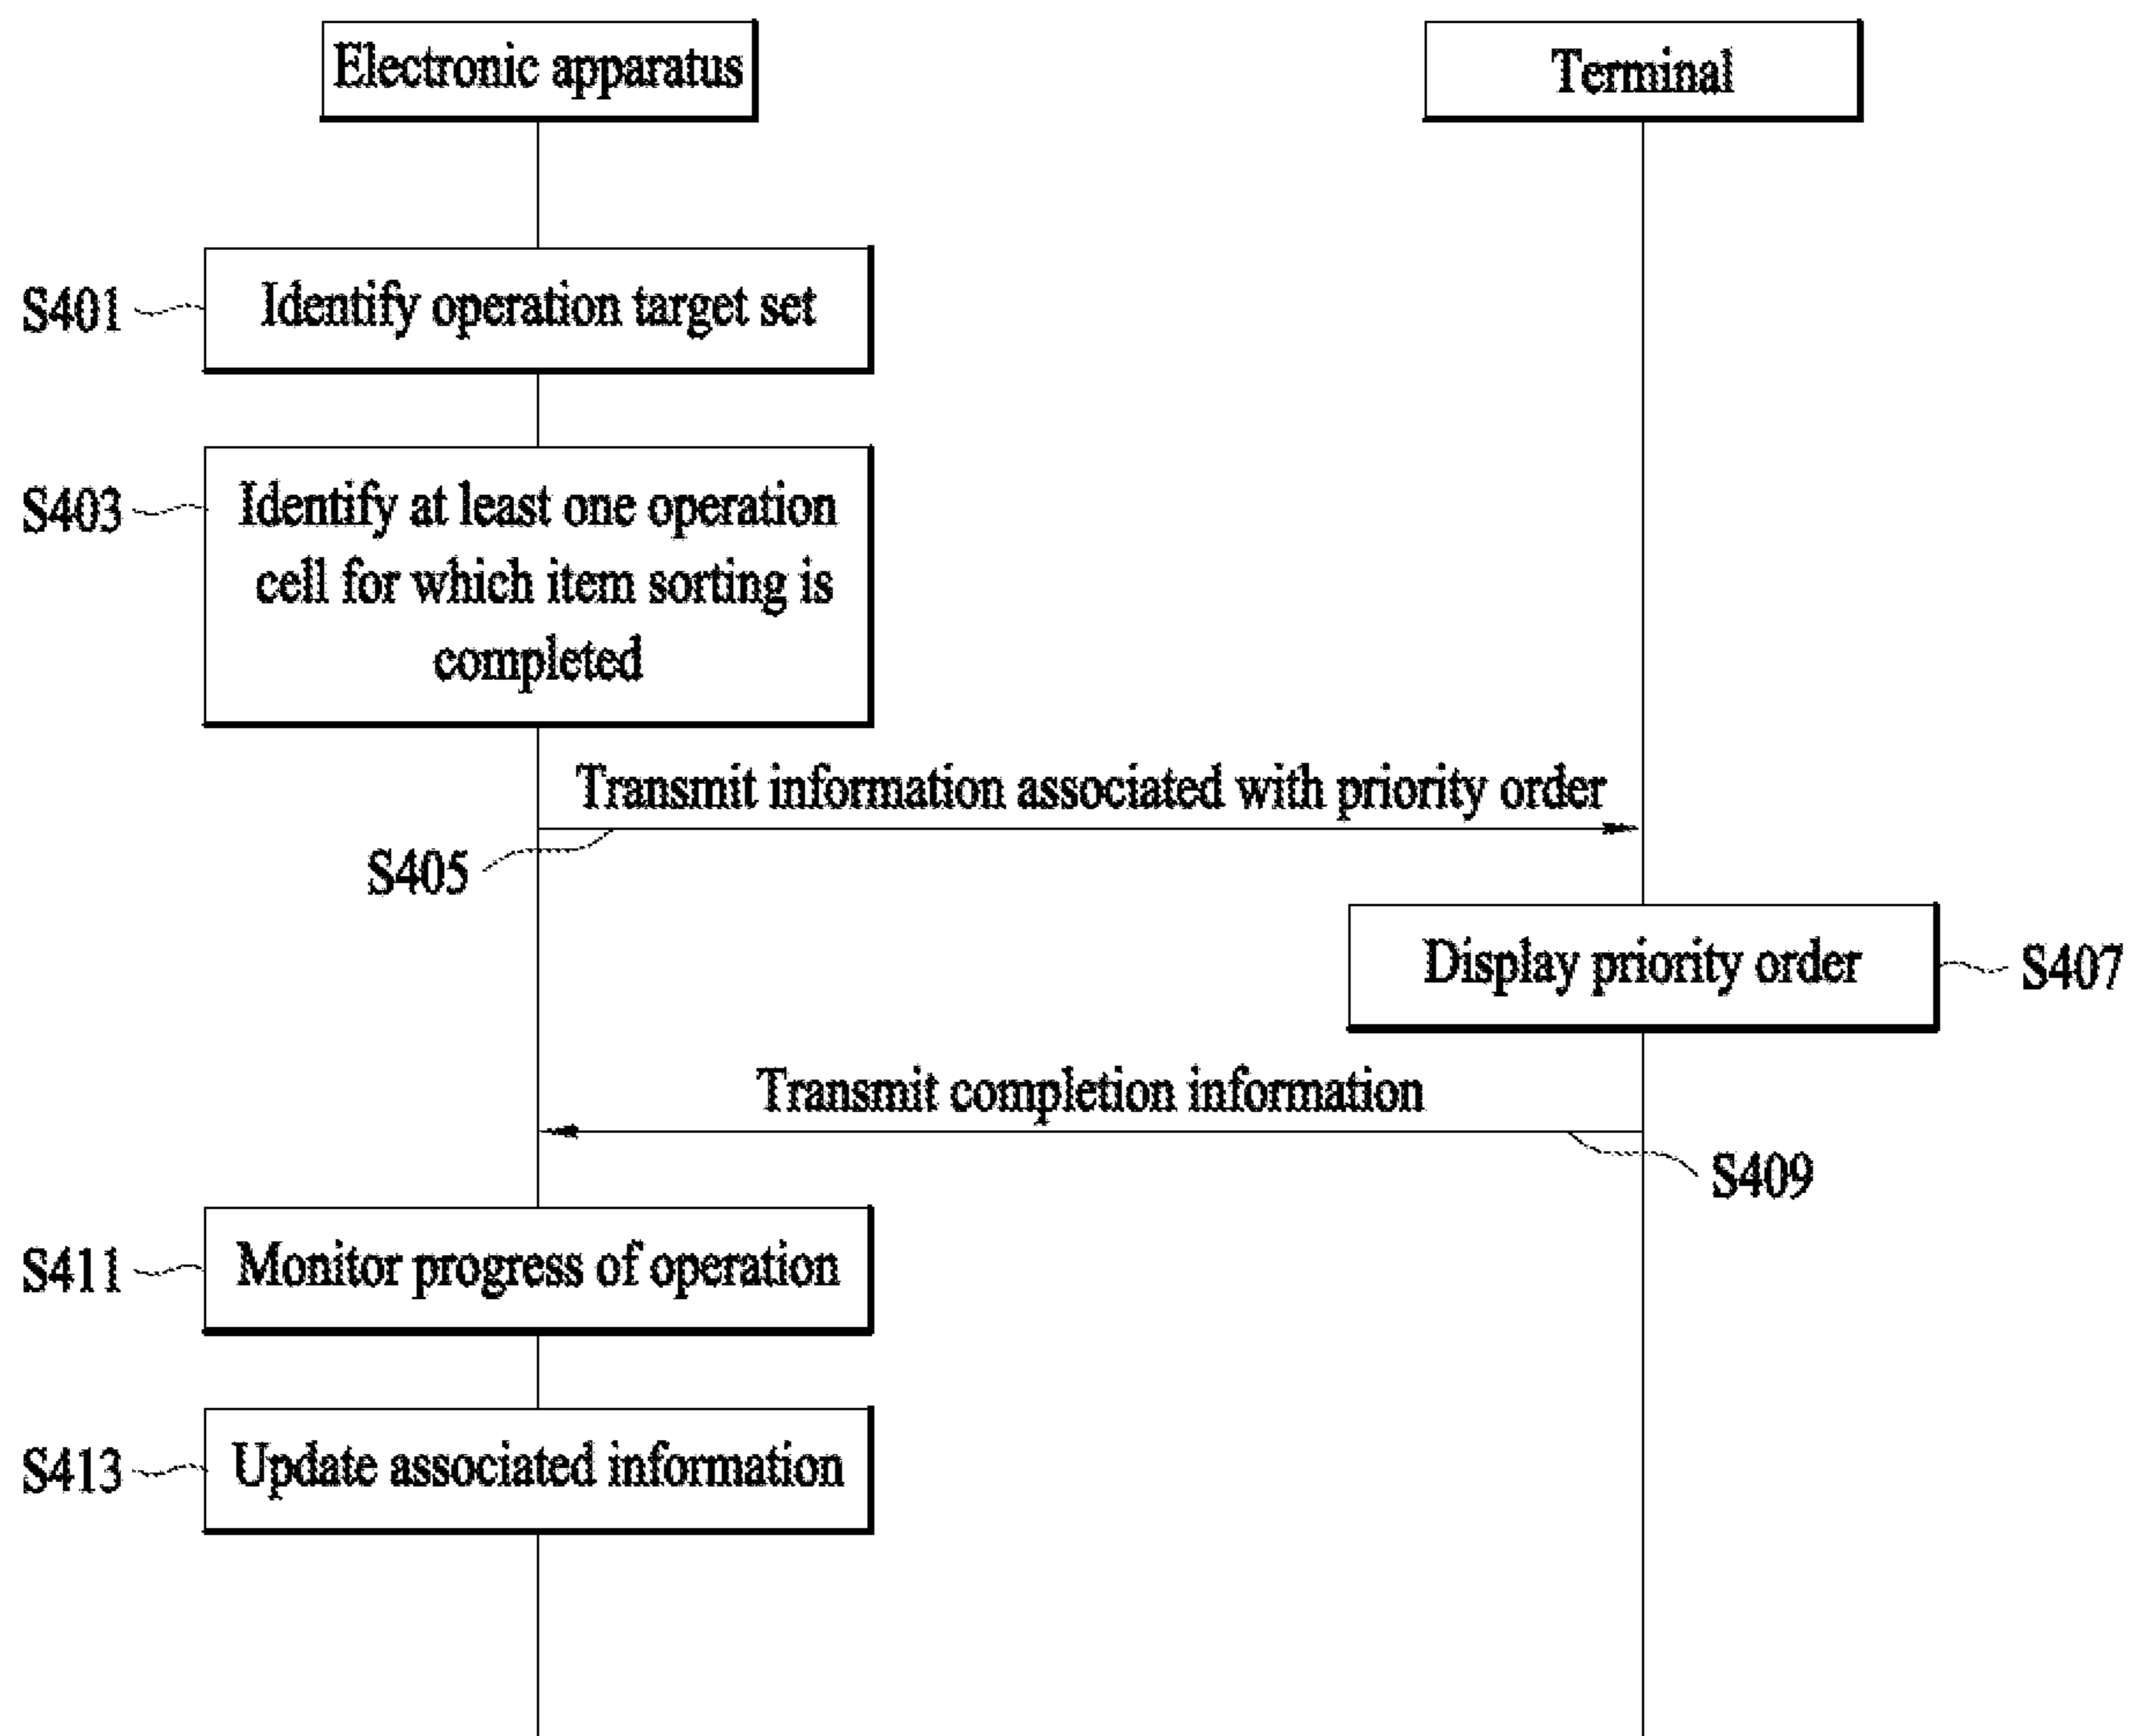 Electronic apparatus
Terminal
S401
Identify operation target set
S403
Identify at least one operation
cell for which item sorting is
completed
Transmit information associated with priority order
S405
Display priority order
S407
Transmit completion information
S409
S411
Monitor progress of operation
S413
Update associated information